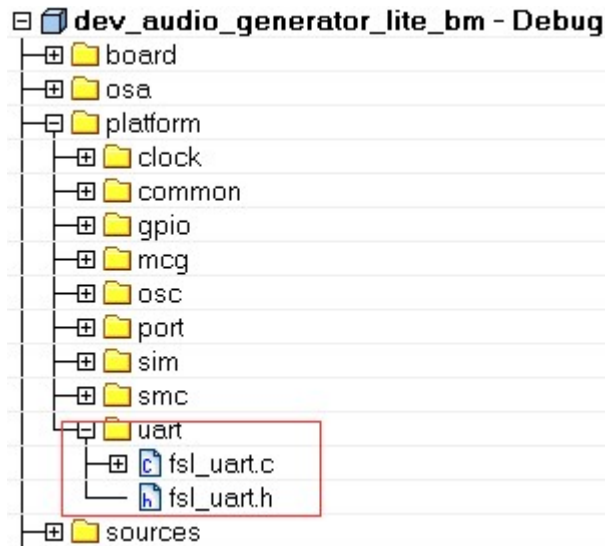 dev_audio_generator_lite_bm - Debug
board
osa
platform
clock
common
gpio
mcg
osc
port
sim
smc
uart
c fsl_uart.c
h fsl_uart.h
sources